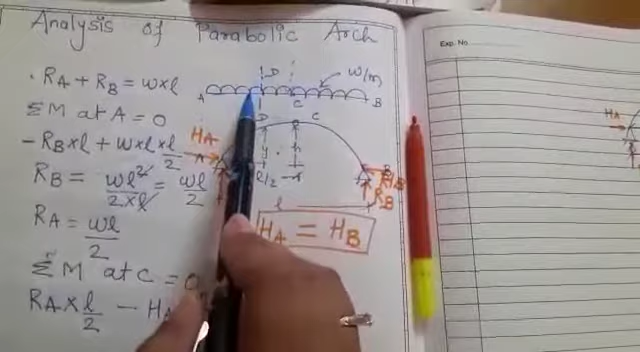 Analysis of Parabolic Arch
Exp. No.
. RA + RB = w×l
w/m
A
C
B
ΣM at A = 0
- RB×l + w×l×l/2
HA
A
D
C
y
h
l/2
RB = wl²/2×l = wl/2
RB
l
RA = wl/2
HA = HB
ΣM at C = 0
RA×l/2 - H
HA